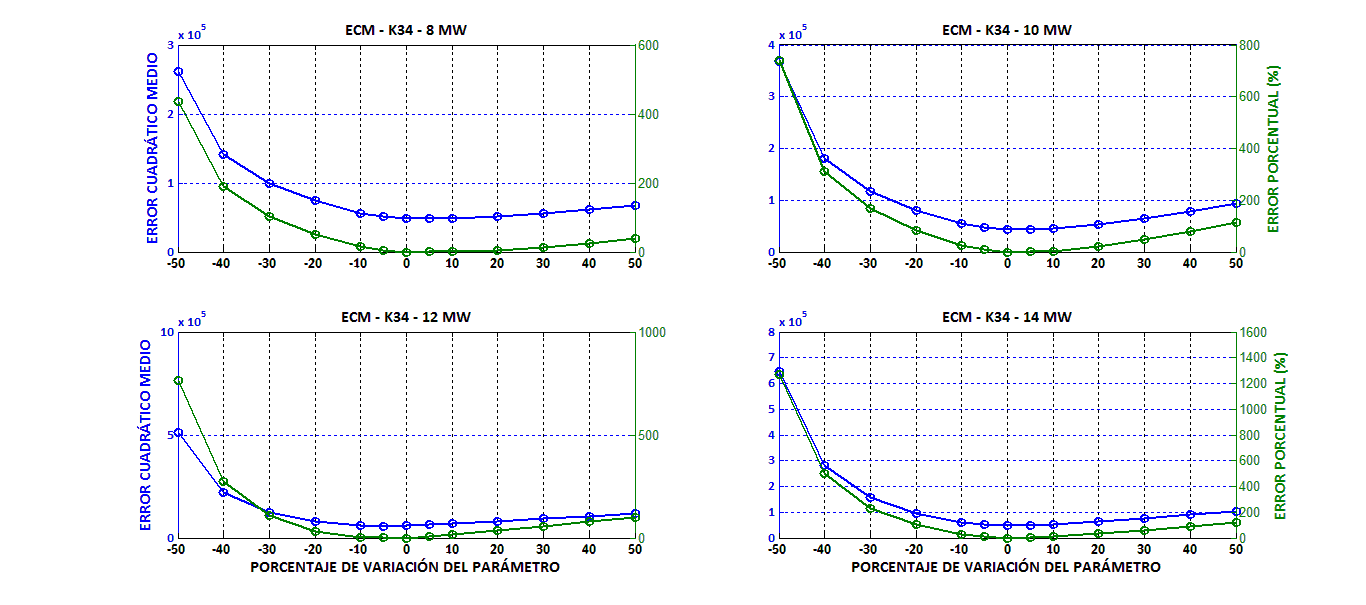 ECM - K34 - 8 MW
x 10^5
ERROR CUADRÁTICO MEDIO
3
2
1
0
600
400
200
0
-50 -40 -30 -20 -10 0 10 20 30 40 50
ECM - K34 - 10 MW
x 10^5
4
3
2
1
0
800
600
400
200
0
ERROR PORCENTUAL (%)
-50 -40 -30 -20 -10 0 10 20 30 40 50
ECM - K34 - 12 MW
x 10^5
ERROR CUADRÁTICO MEDIO
10
5
0
1000
500
0
-50 -40 -30 -20 -10 0 10 20 30 40 50
PORCENTAJE DE VARIACIÓN DEL PARÁMETRO
ECM - K34 - 14 MW
x 10^5
8
7
6
5
4
3
2
1
0
1600
1400
1200
1000
800
600
400
200
0
ERROR PORCENTUAL (%)
-50 -40 -30 -20 -10 0 10 20 30 40 50
PORCENTAJE DE VARIACIÓN DEL PARÁMETRO